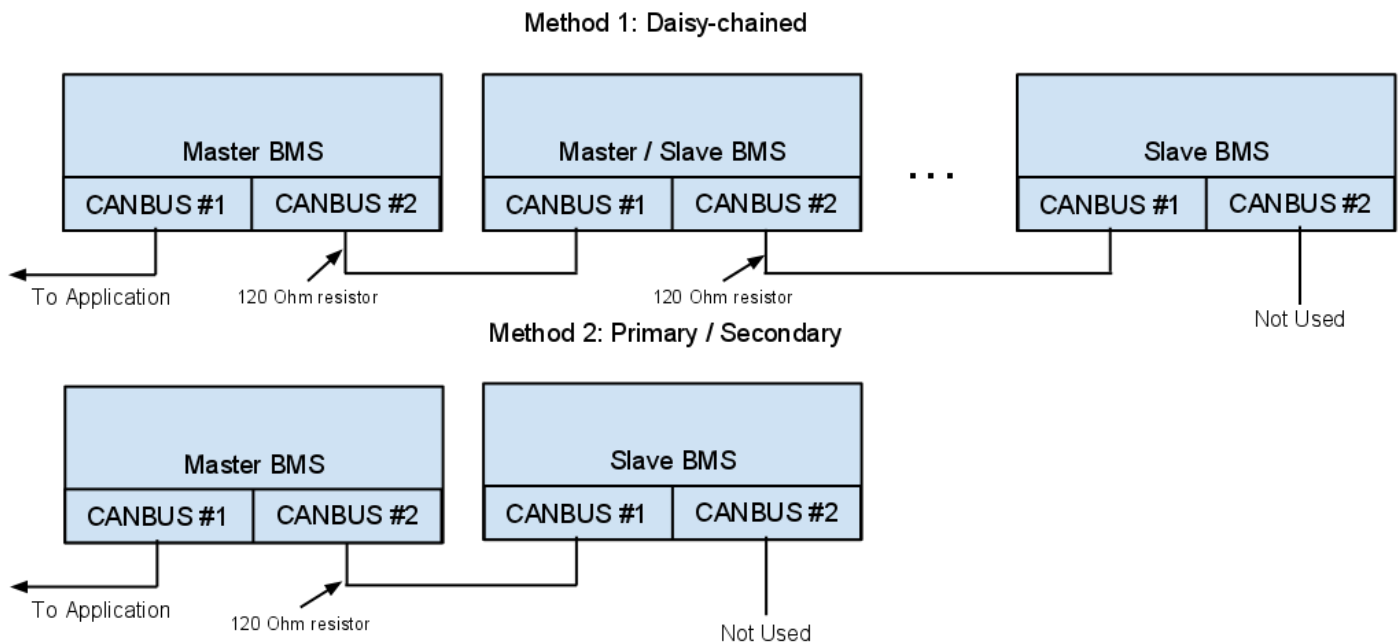 Method 1: Daisy-chained
Master BMS
Master / Slave BMS
Slave BMS
...
CANBUS #1
CANBUS #2
CANBUS #1
CANBUS #2
CANBUS #1
CANBUS #2
To Application
120 Ohm resistor
120 Ohm resistor
Not Used
Method 2: Primary / Secondary
Master BMS
Slave BMS
CANBUS #1
CANBUS #2
CANBUS #1
CANBUS #2
To Application
120 Ohm resistor
Not Used